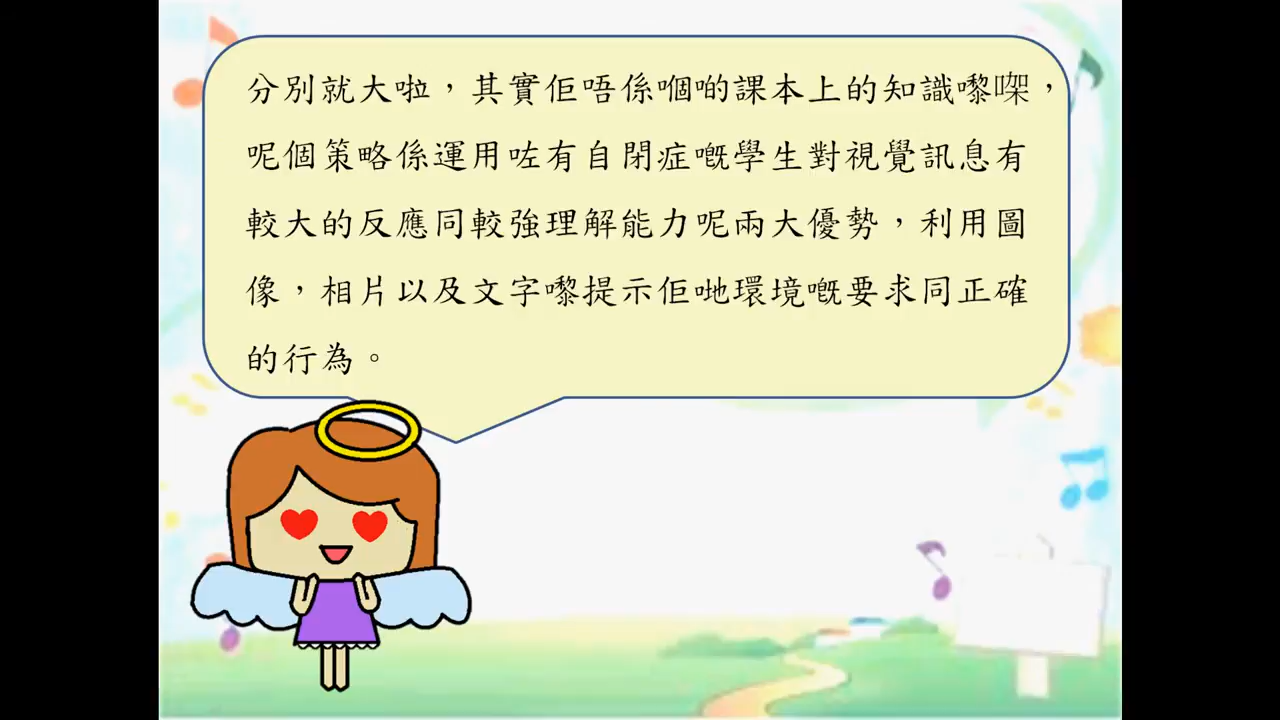 分別就大啦，其實佢唔係嗰啲課本上的知識嚟㗎，
呢個策略係運用咗有自閉症嘅學生對視覺訊息有
較大的反應同較強理解能力呢兩大優勢，利用圖
像，相片以及文字嚟提示佢哋環境嘅要求同正確
的行為。